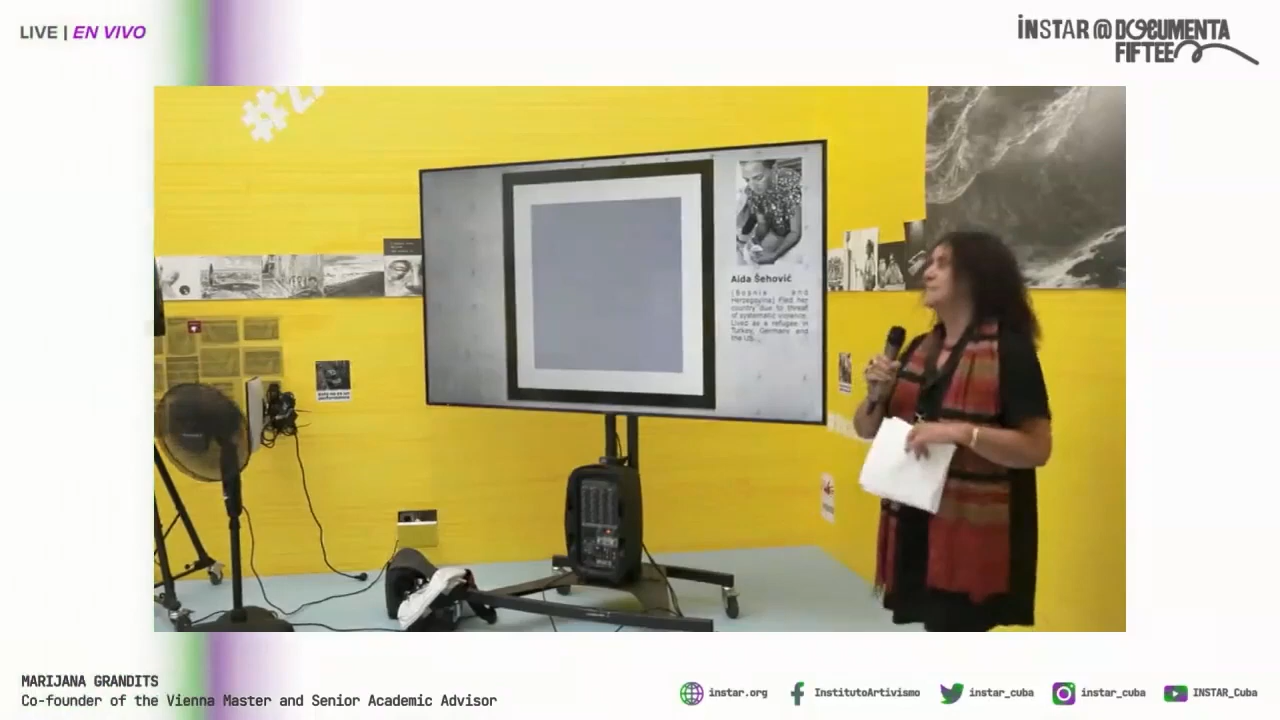 LIVE | EN VIVO
INSTAR @ DOCUMENTA
FIFTEEN
Aida Šehović
[Bosnia and
Herzegovina] Fled her
country due to threat
of systematic violence.
Lived as a refugee in
Turkey, Germany and
the US.
MARIJANA GRANDITS
Co-founder of the Vienna Master and Senior Academic Advisor
instar.org
InstitutoArtivismo
instar_cuba
instar_cuba
INSTAR_Cuba